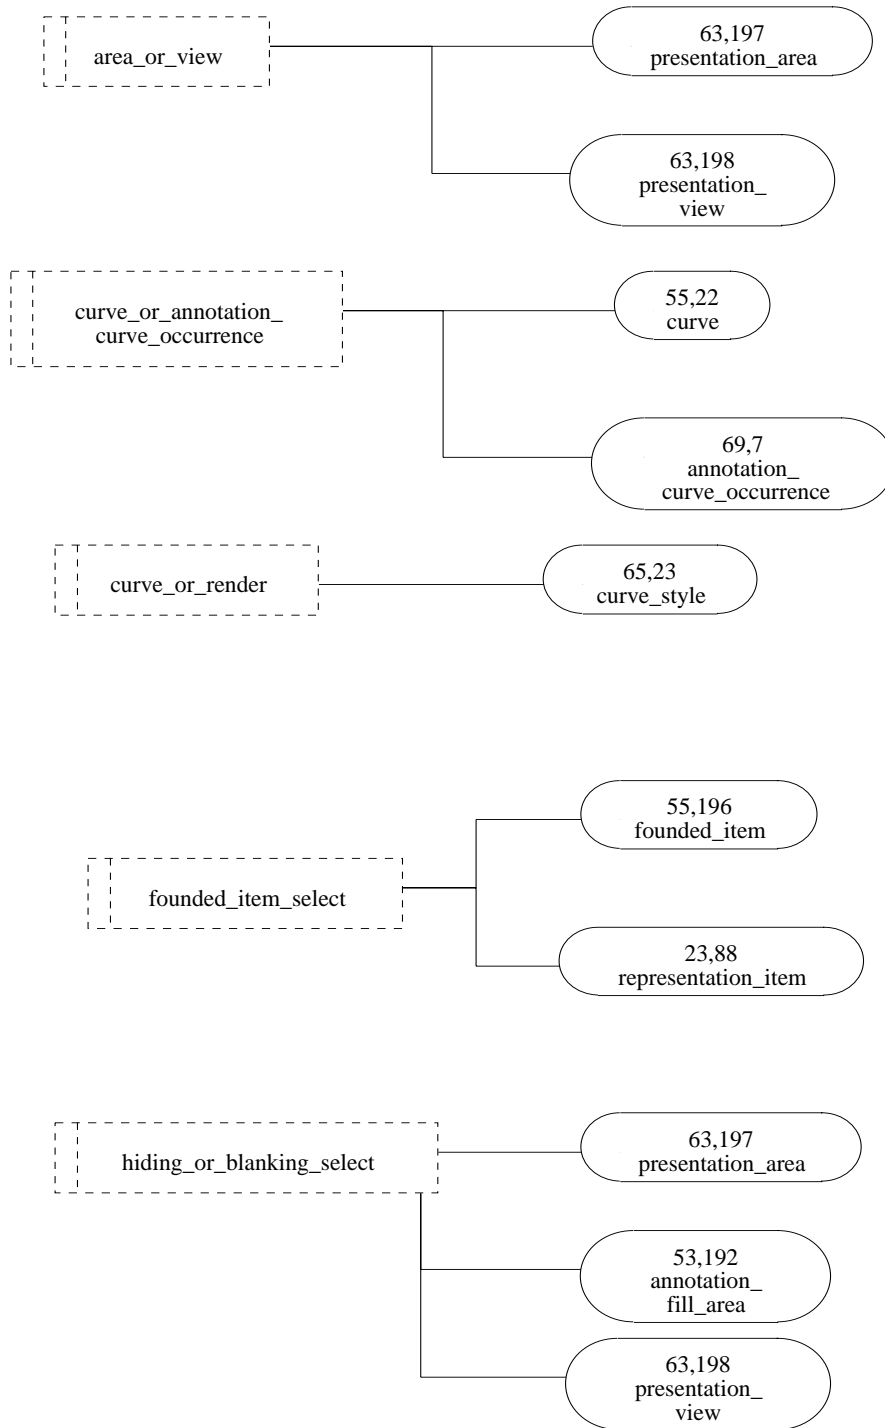 area_or_view
63,197
presentation_area
63,198
presentation_
view
curve_or_annotation_
curve_occurrence
55,22
curve
69,7
annotation_
curve_occurrence
curve_or_render
65,23
curve_style
founded_item_select
55,196
founded_item
23,88
representation_item
hiding_or_blanking_select
63,197
presentation_area
53,192
annotation_
fill_area
63,198
presentation_
view